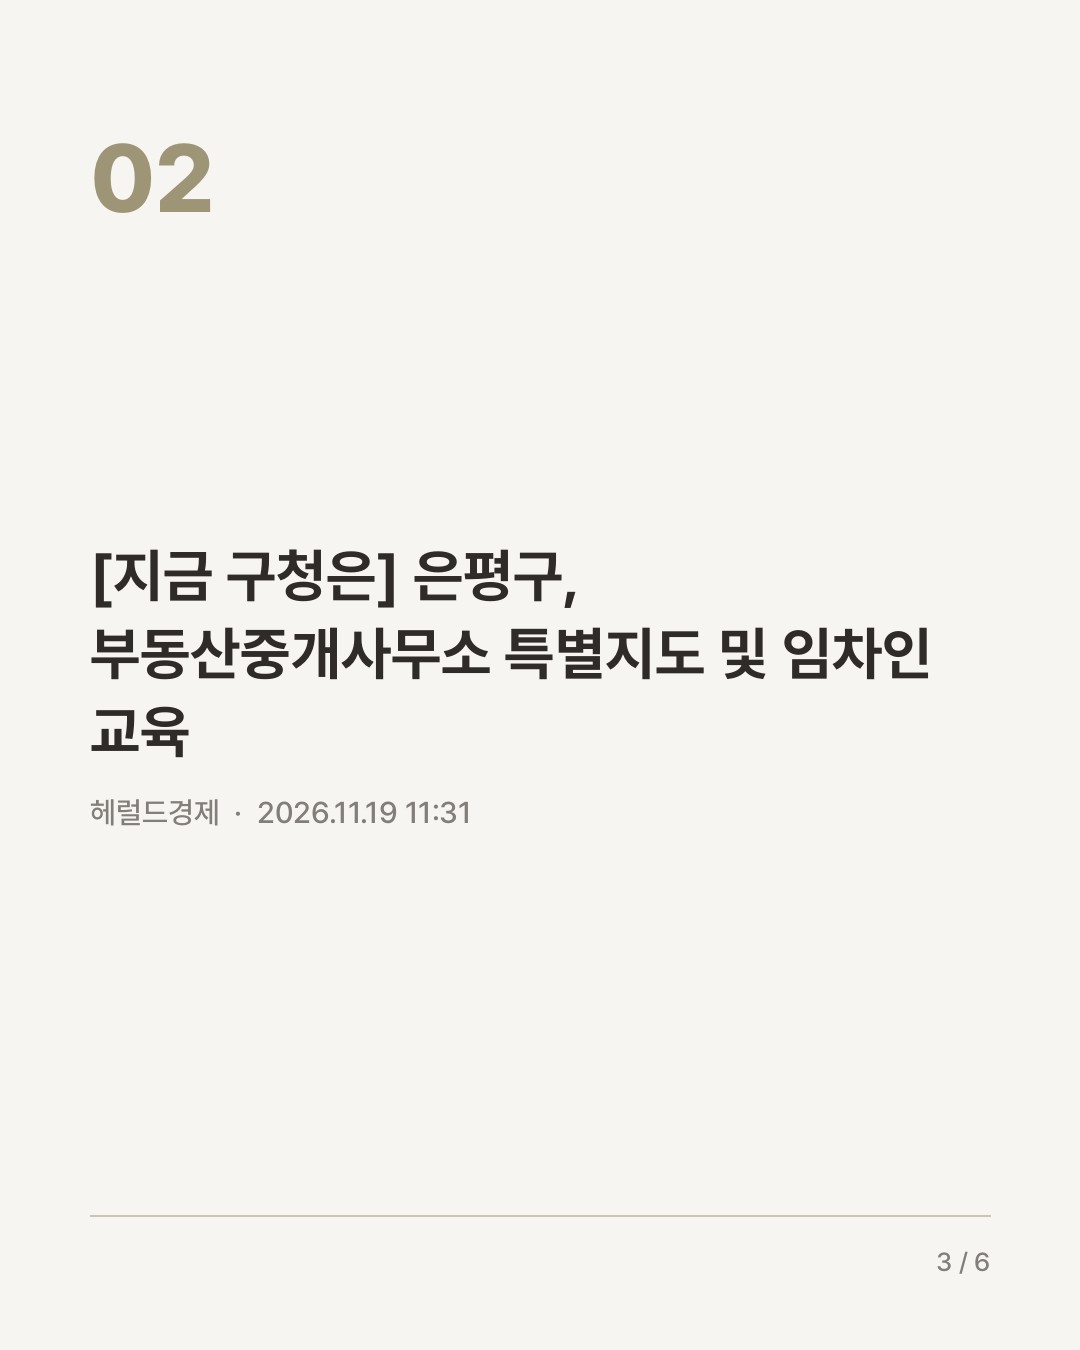 02
[지금 구청은] 은평구,
부동산중개사무소 특별지도 및 임차인
교육
헤럴드경제 · 2026.11.19 11:31
3 / 6